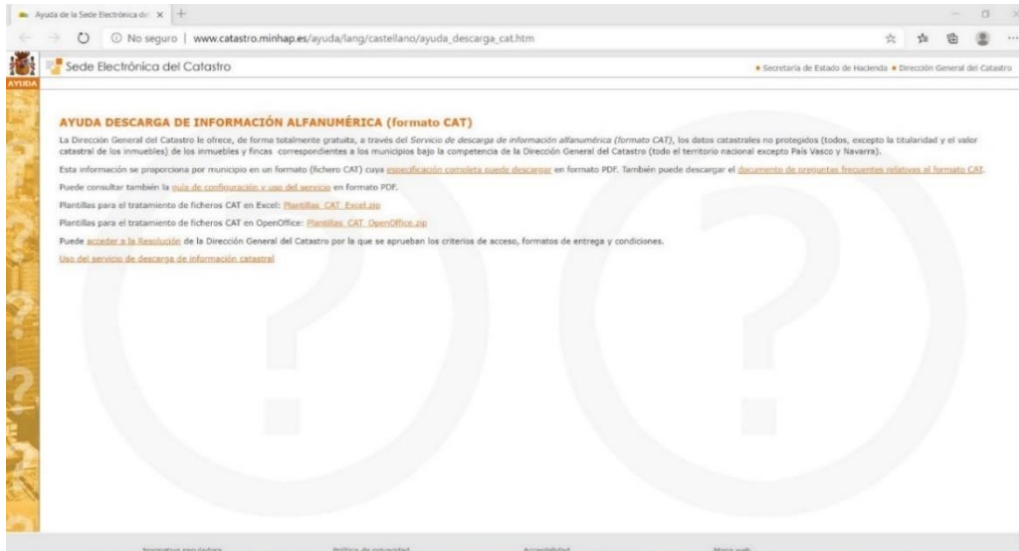 Ayuda de la Sede Electrónica de
No seguro | www.catastro.minhap.es/ayuda/lang/castellano/ayuda_descarga_cat.htm
Sede Electrónica del Catastro
Secretaría de Estado de Hacienda Dirección General del Catastro
AYUDA
AYUDA DESCARGA DE INFORMACIÓN ALFANUMÉRICA (formato CAT)
La Dirección General del Catastro le ofrece, de forma totalmente gratuita, a través del Servicio de descarga de información alfanumérica (formato CAT), los datos catastrales no protegidos (todos, excepto la titularidad y el valor
catastral de los inmuebles) de los inmuebles y fincas correspondientes a los municipios bajo la competencia de la Dirección General del Catastro (todo el territorio nacional excepto País Vasco y Navarra).
Esta información se proporciona por municipio en un formato (fichero CAT) cuya especificación completa puede descargar en formato PDF. También puede descargar el documento de preguntas frecuentes relativas al formato CAT.
Puede consultar también la guía de configuración y uso del servicio en formato PDF.
Plantillas para el tratamiento de ficheros CAT en Excel: Plantillas_CAT_Excel.zip
Plantillas para el tratamiento de ficheros CAT en OpenOffice: Plantillas_CAT_OpenOffice.zip
Puede acceder a la Resolución de la Dirección General del Catastro por la que se aprueban los criterios de acceso, formatos de entrega y condiciones.
Uso del servicio de descarga de información catastral
Normativa reguladora Política de privacidad Accesibilidad Mapa web